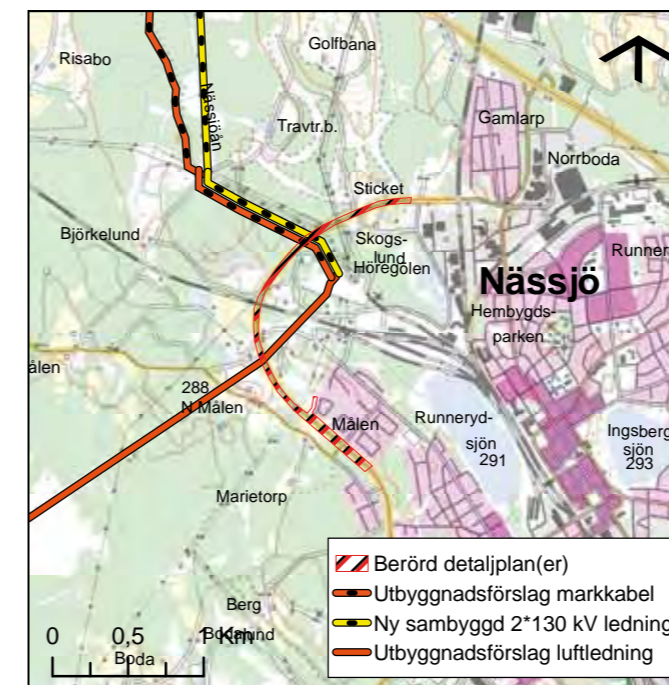 Risabo
Golfbana
Nässjöån
Travtr.b.
Gamlarp
Norrboda
Sticket
Björkelund
Skogs-
lund
Höregölen
Runner
Nässjö
Hembygds-
parken
ålen
288
N Målen
Målen
Runneryd-
sjön
291
Ingsberg
sjön
293
Marietorp
Berg
Bodalund
Boda
0 0,5 1 Km
Berörd detaljplan(er)
Utbyggnadsförslag markkabel
Ny sambyggd 2*130 kV ledning
Utbyggnadsförslag luftledning